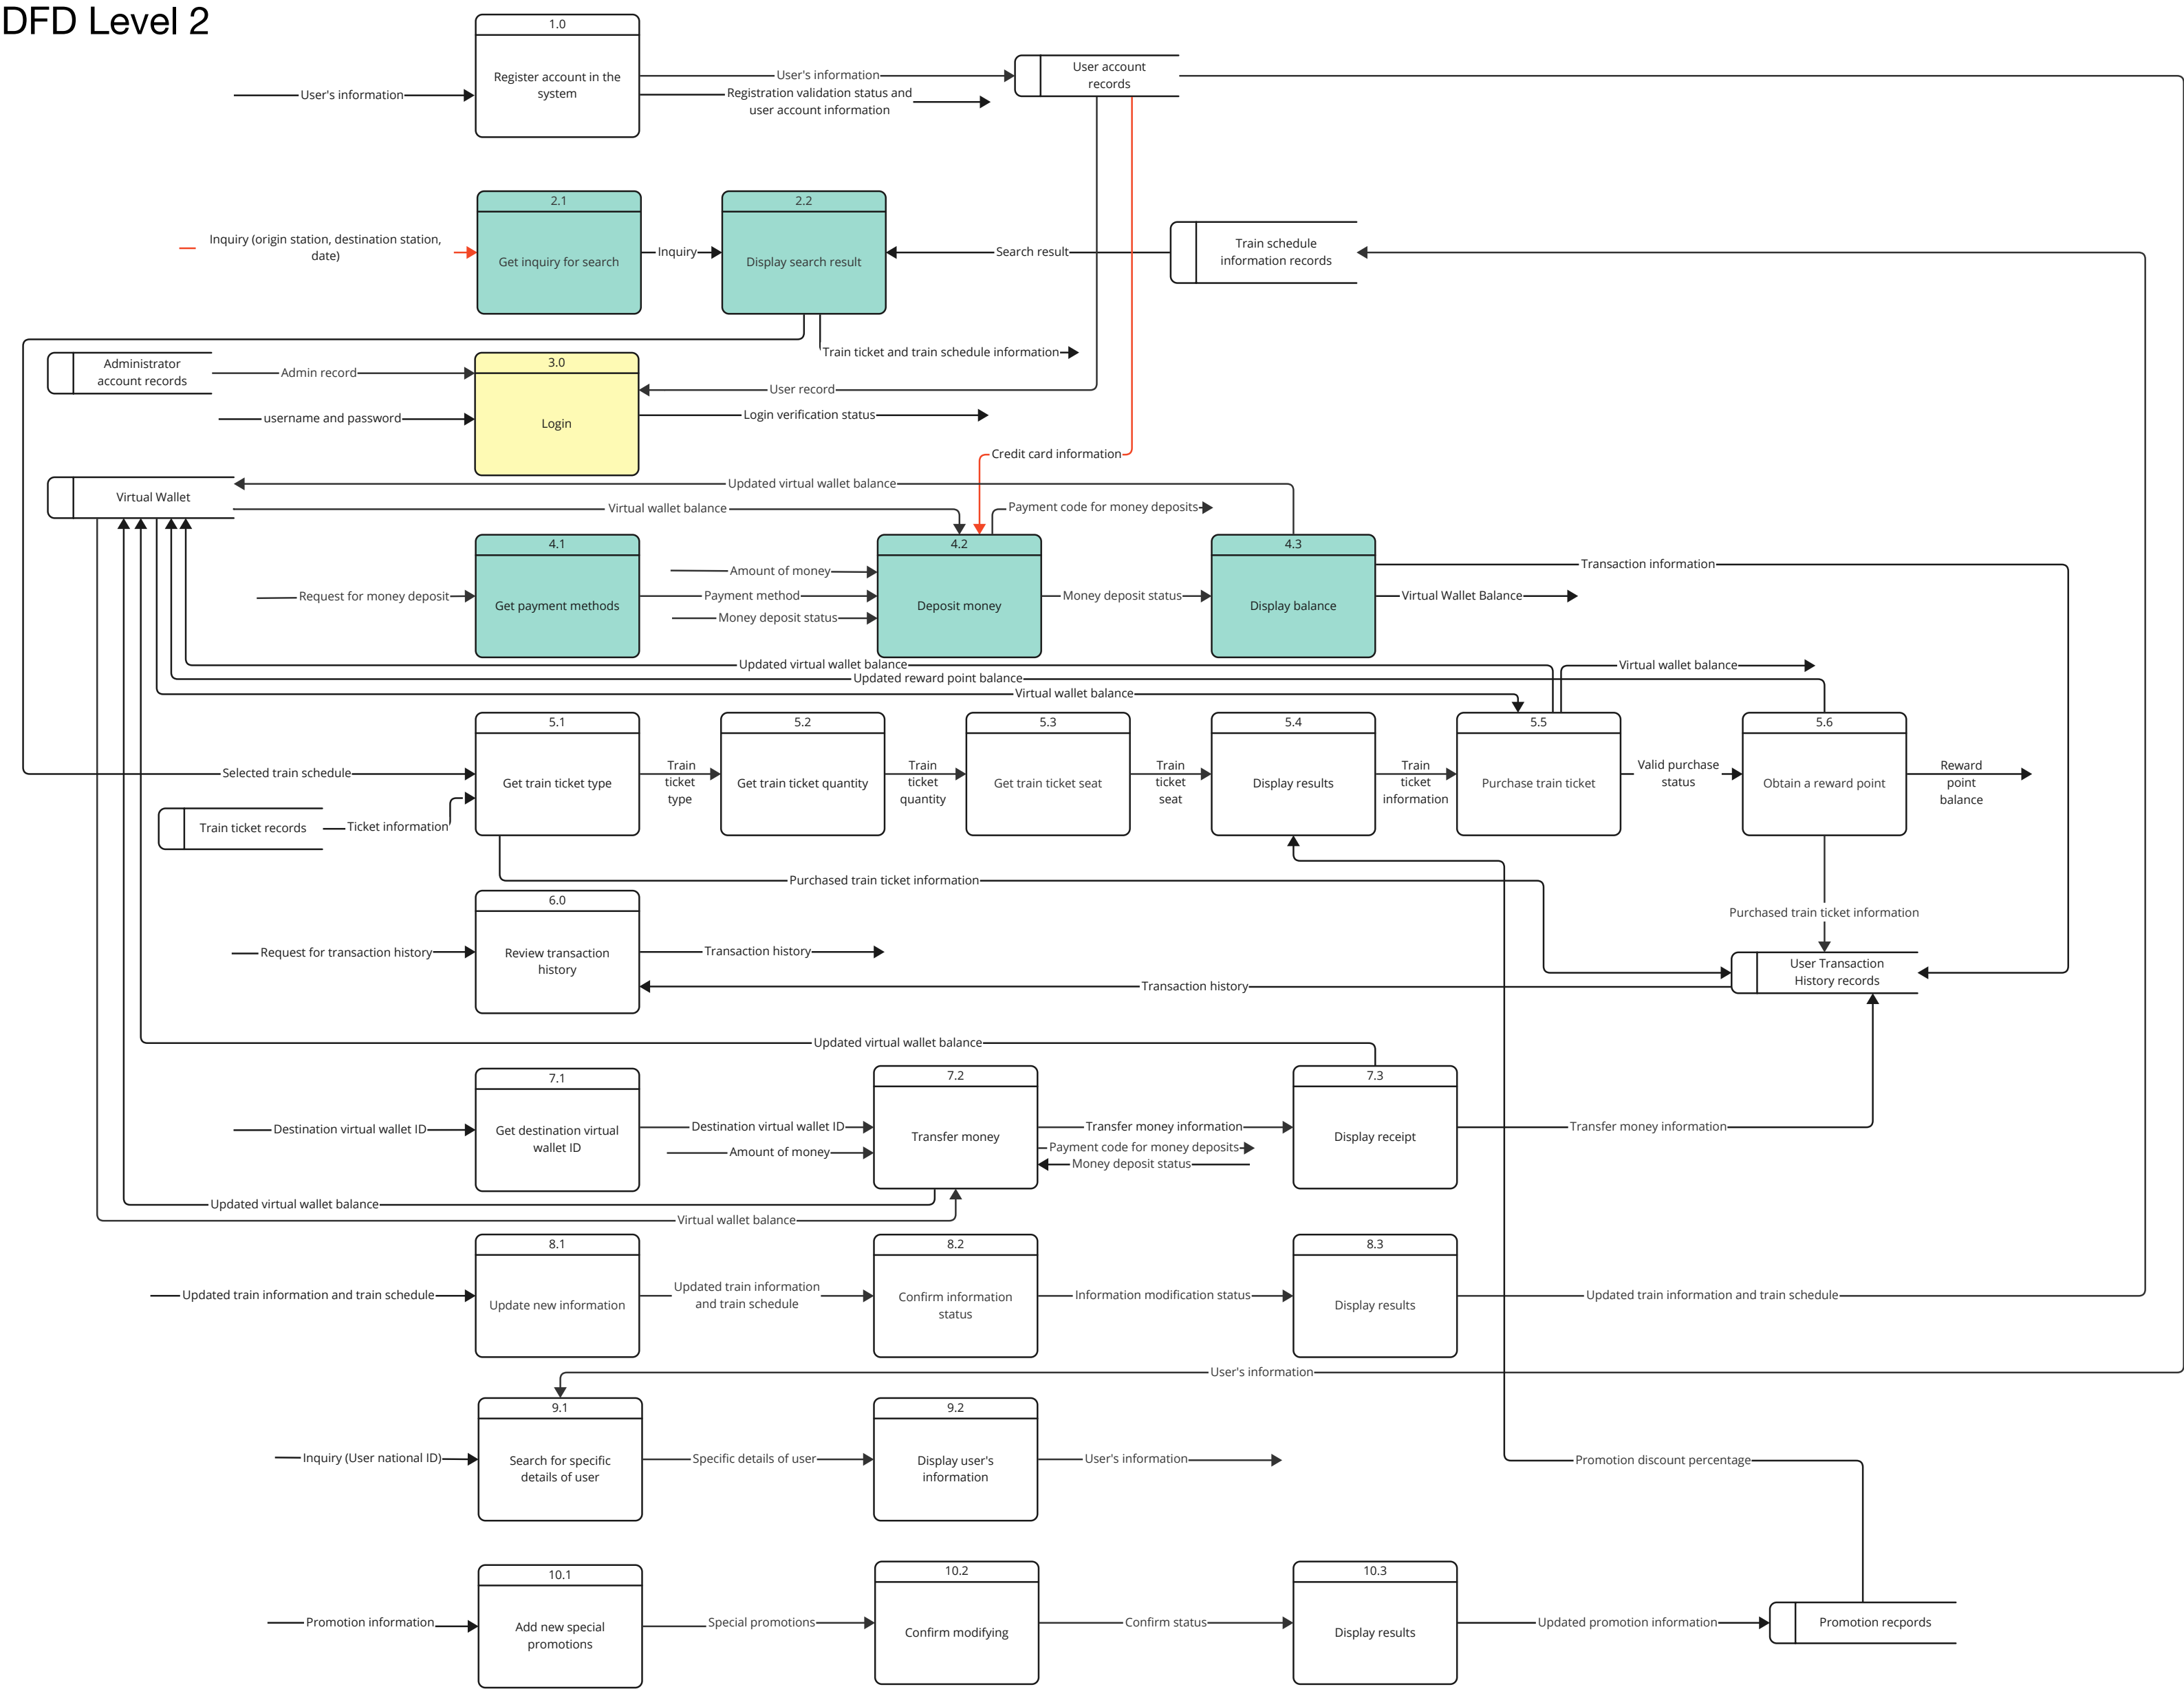 DFD Level 2
1.0
Register account in the
system
User's information
User's information
Registration validation status and
user account information
User account
records
2.1
Get inquiry for search
2.2
Display search result
Inquiry (origin station, destination station,
date)
Inquiry
Search result
Train schedule
information records
Train ticket and train schedule information
Administrator
account records
Admin record
3.0
Login
User record
username and password
Login verification status
Credit card information
Virtual Wallet
Updated virtual wallet balance
Virtual wallet balance
Payment code for money deposits
4.1
Get payment methods
4.2
Deposit money
4.3
Display balance
Request for money deposit
Amount of money
Payment method
Money deposit status
Money deposit status
Transaction information
Virtual Wallet Balance
Updated virtual wallet balance
Virtual wallet balance
Updated reward point balance
Virtual wallet balance
5.1
Get train ticket type
5.2
Get train ticket quantity
5.3
Get train ticket seat
5.4
Display results
5.5
Purchase train ticket
5.6
Obtain a reward point
Selected train schedule
Train
ticket
type
Train
ticket
quantity
Train
ticket
seat
Train
ticket
information
Valid purchase
status
Reward
point
balance
Train ticket records
Ticket information
Purchased train ticket information
Purchased train ticket information
6.0
Review transaction
history
Request for transaction history
Transaction history
Transaction history
User Transaction
History records
Updated virtual wallet balance
7.1
Get destination virtual
wallet ID
7.2
Transfer money
7.3
Display receipt
Destination virtual wallet ID
Destination virtual wallet ID
Amount of money
Transfer money information
Payment code for money deposits
Money deposit status
Transfer money information
Updated virtual wallet balance
Virtual wallet balance
8.1
Update new information
8.2
Confirm information
status
8.3
Display results
Updated train information and train schedule
Updated train information
and train schedule
Information modification status
Updated train information and train schedule
User's information
9.1
Search for specific
details of user
9.2
Display user's
information
Inquiry (User national ID)
Specific details of user
User's information
Promotion discount percentage
10.1
Add new special
promotions
10.2
Confirm modifying
10.3
Display results
Promotion information
Special promotions
Confirm status
Updated promotion information
Promotion recpords